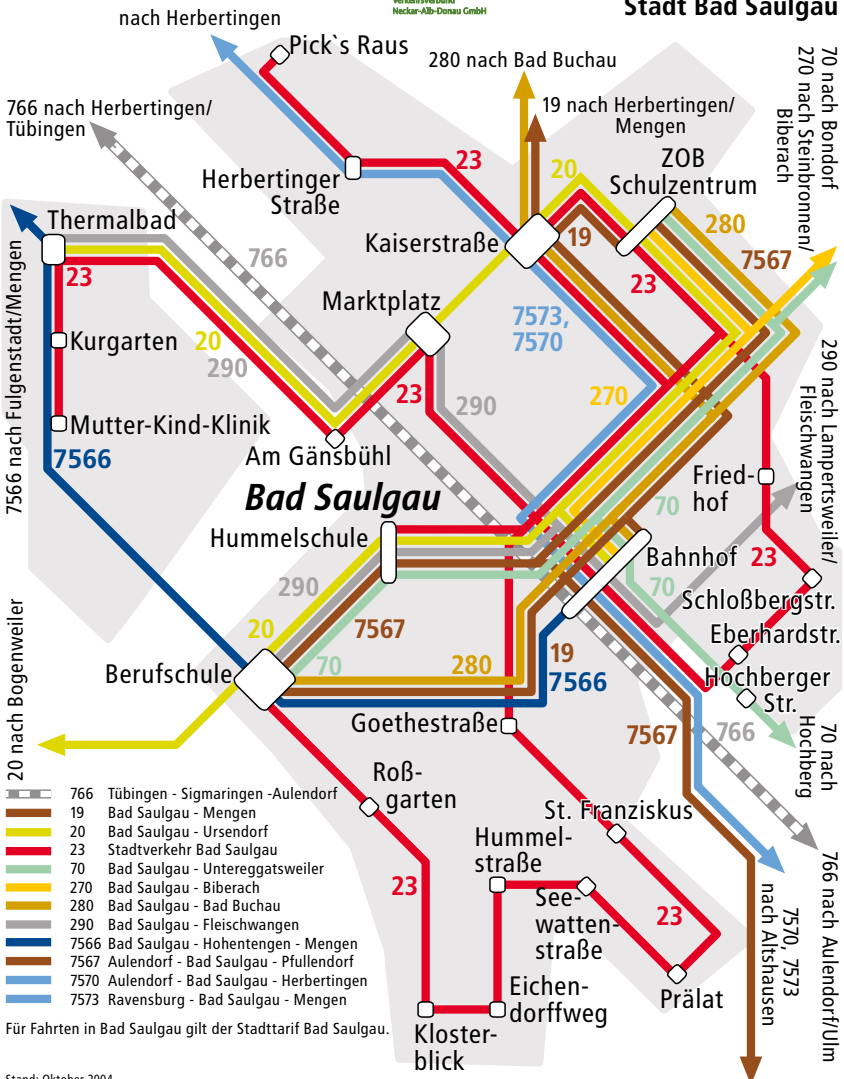 Verkehrsverbund
Neckar-Alb-Donau GmbH
Stadt Bad Saulgau
nach Herbertingen
Pick`s Raus
280 nach Bad Buchau
70 nach Bondorf
270 nach Steinbronnen/
Biberach
766 nach Herbertingen/
Tübingen
19 nach Herbertingen/
Mengen
ZOB
Schulzentrum
23
20
Herbertinger
Straße
280
Thermalbad
Kaiserstraße
19
7567
766
23
23
Marktplatz
7573,
7570
Kurgarten
20
290
7566 nach Fulgenstadt/Mengen
290 nach Lampertsweiler/
Fleischwangen
23
290
270
Mutter-Kind-Klinik
7566
Am Gänsbühl
Bad Saulgau
Fried-
hof
70
Hummelschule
Bahnhof
23
290
70
Schloßbergstr.
20
7567
Eberhardstr.
Berufschule
70
280
19
7566
Hochberger
Str.
Goethestraße
7567
766
70 nach
Hochberg
20 nach Bogenweiler
Roß-
garten
St. Franziskus
Hummel-
straße
23
See-
watten-
straße
23
Prälat
Eichen-
dorffweg
Kloster-
blick
7570, 7573
nach Altshausen
766 nach Aulendorf/Ulm
766 Tübingen - Sigmaringen -Aulendorf
19 Bad Saulgau - Mengen
20 Bad Saulgau - Ursendorf
23 Stadtverkehr Bad Saulgau
70 Bad Saulgau - Untereggatsweiler
270 Bad Saulgau - Biberach
280 Bad Saulgau - Bad Buchau
290 Bad Saulgau - Fleischwangen
7566 Bad Saulgau - Hohentengen - Mengen
7567 Aulendorf - Bad Saulgau - Pfullendorf
7570 Aulendorf - Bad Saulgau - Herbertingen
7573 Ravensburg - Bad Saulgau - Mengen
Für Fahrten in Bad Saulgau gilt der Stadttarif Bad Saulgau.
Stand: Oktober 2004